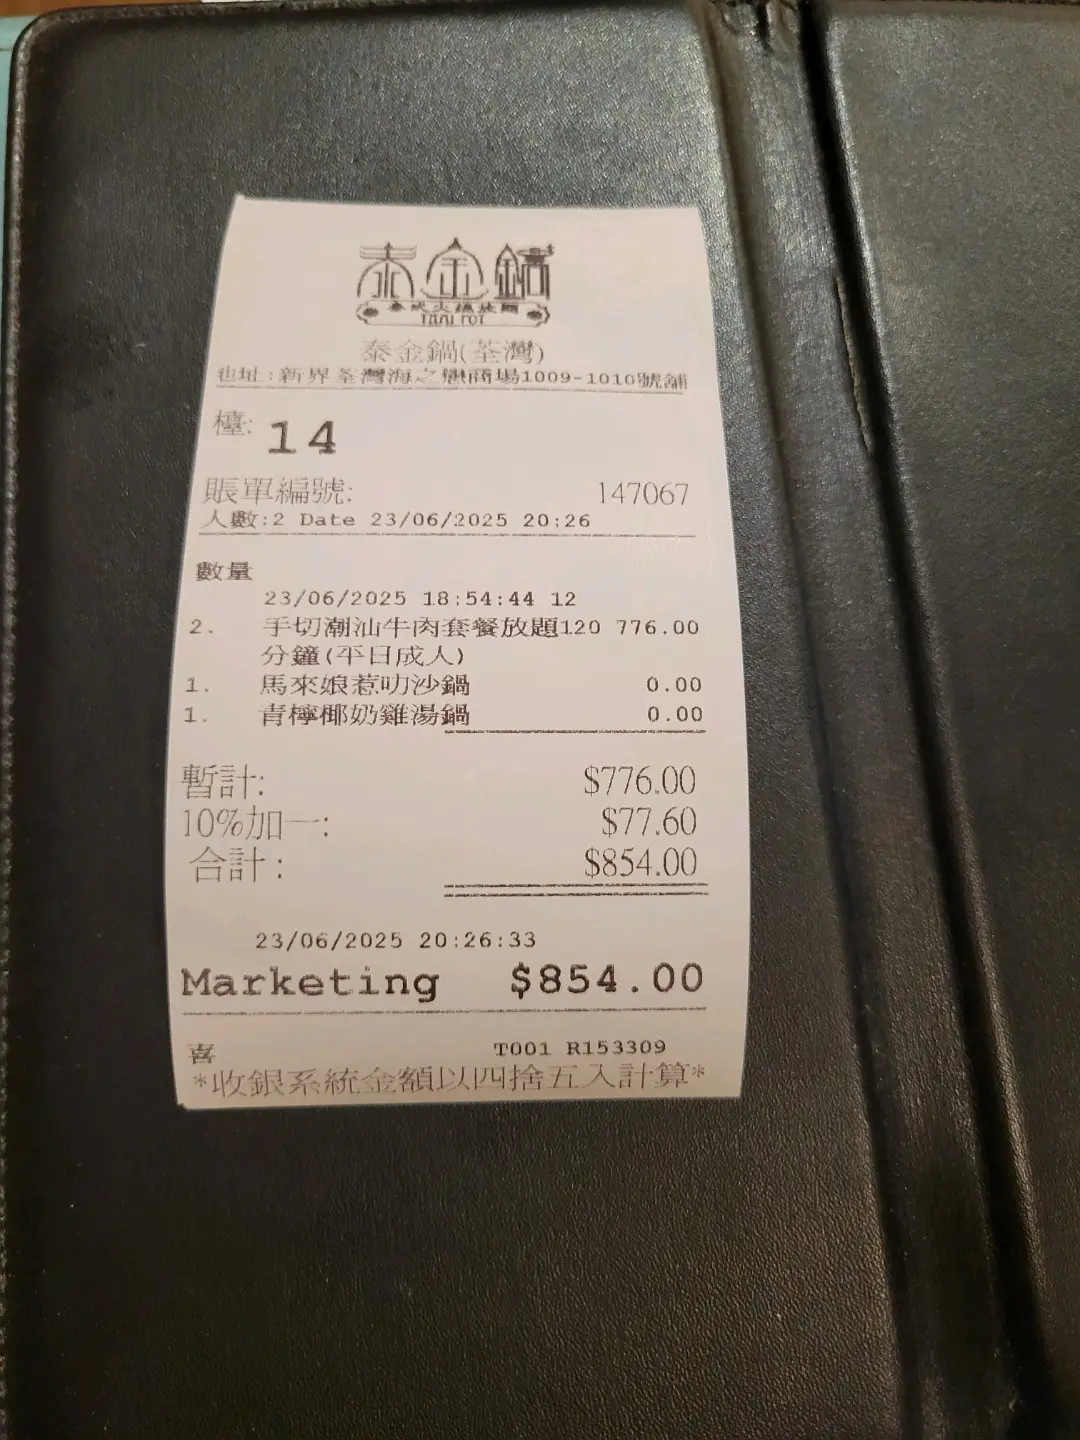 泰金鍋
泰式火鍋放題
THAI POT
泰金鍋(荃灣)
地址:新界荃灣海之戀商場1009-1010號舖
檯: 14
賬單編號: 147067
人數:2 Date 23/06/2025 20:26
數量
23/06/2025 18:54:44 12
2. 手切潮汕牛肉套餐放題120 776.00
分鐘(平日成人)
1. 馬來娘惹叻沙鍋 0.00
1. 青檸椰奶雞湯鍋 0.00
暫計: $776.00
10%加一: $77.60
合計: $854.00
23/06/2025 20:26:33
Marketing $854.00
喜 T001 R153309
*收銀系統金額以四捨五入計算*